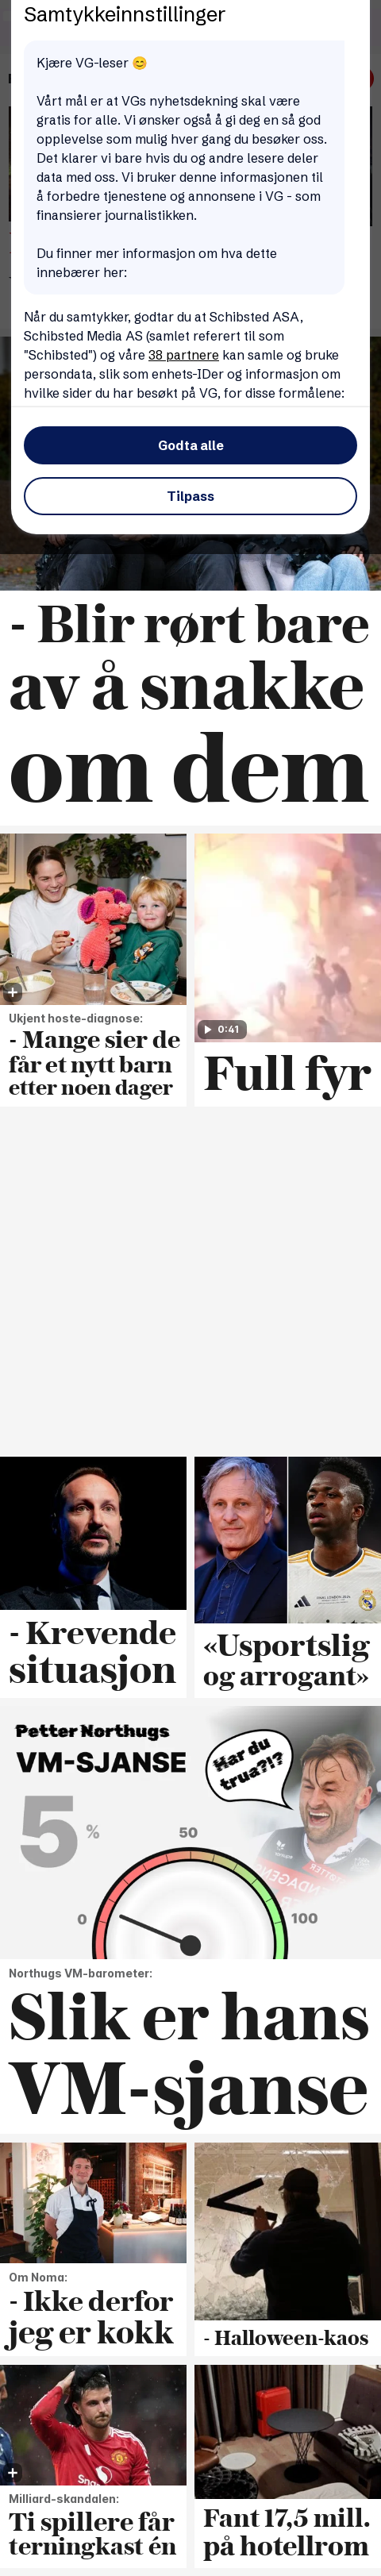 Samtykkeinnstillinger
Kjære VG-leser 😊
Vårt mål er at VGs nyhetsdekning skal være
gratis for alle. Vi ønsker også å gi deg en så god
opplevelse som mulig hver gang du besøker oss.
Det klarer vi bare hvis du og andre lesere deler
data med oss. Vi bruker denne informasjonen til
å forbedre tjenestene og annonsene i VG - som
finansierer journalistikken.
Du finner mer informasjon om hva dette
innebærer her:
Når du samtykker, godtar du at Schibsted ASA,
Schibsted Media AS (samlet referert til som
"Schibsted") og våre 38 partnere kan samle og bruke
persondata, slik som enhets-IDer og informasjon om
hvilke sider du har besøkt på VG, for disse formålene:
Godta alle
Tilpass
- Blir rørt bare
av å snakke
om dem
Ukjent hoste-diagnose:
- Mange sier de
får et nytt barn
etter noen dager
0:41
Full fyr
- Krevende
situasjon
«Usportslig
og arrogant»
Petter Northugs
VM-SJANSE
Har du
trua?!?
5 %
0
50
100
Northugs VM-barometer:
Slik er hans
VM-sjanse
Om Noma:
- Ikke derfor
jeg er kokk
- Halloween-kaos
Milliard-skandalen:
Ti spillere får
terningkast én
Fant 17,5 mill.
på hotellrom